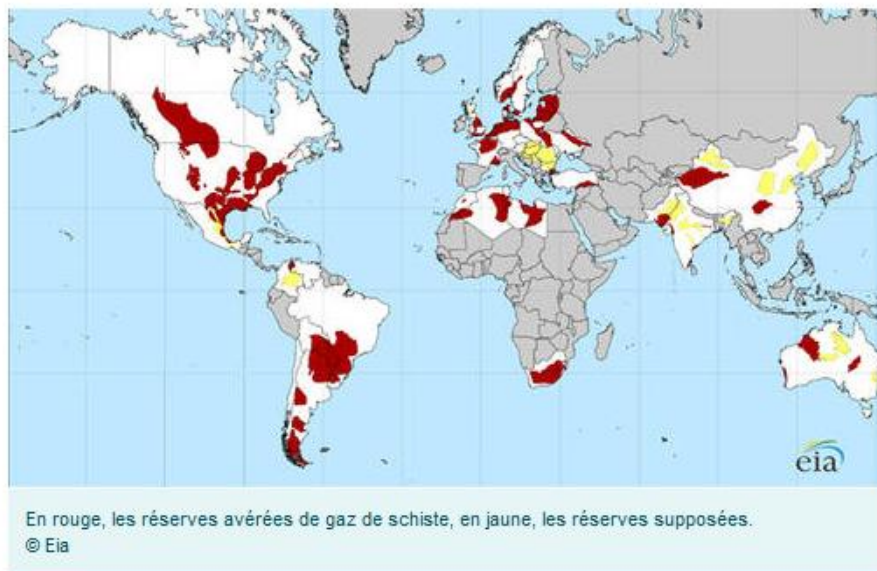 eia
En rouge, les réserves avérées de gaz de schiste, en jaune, les réserves supposées.
© Eia